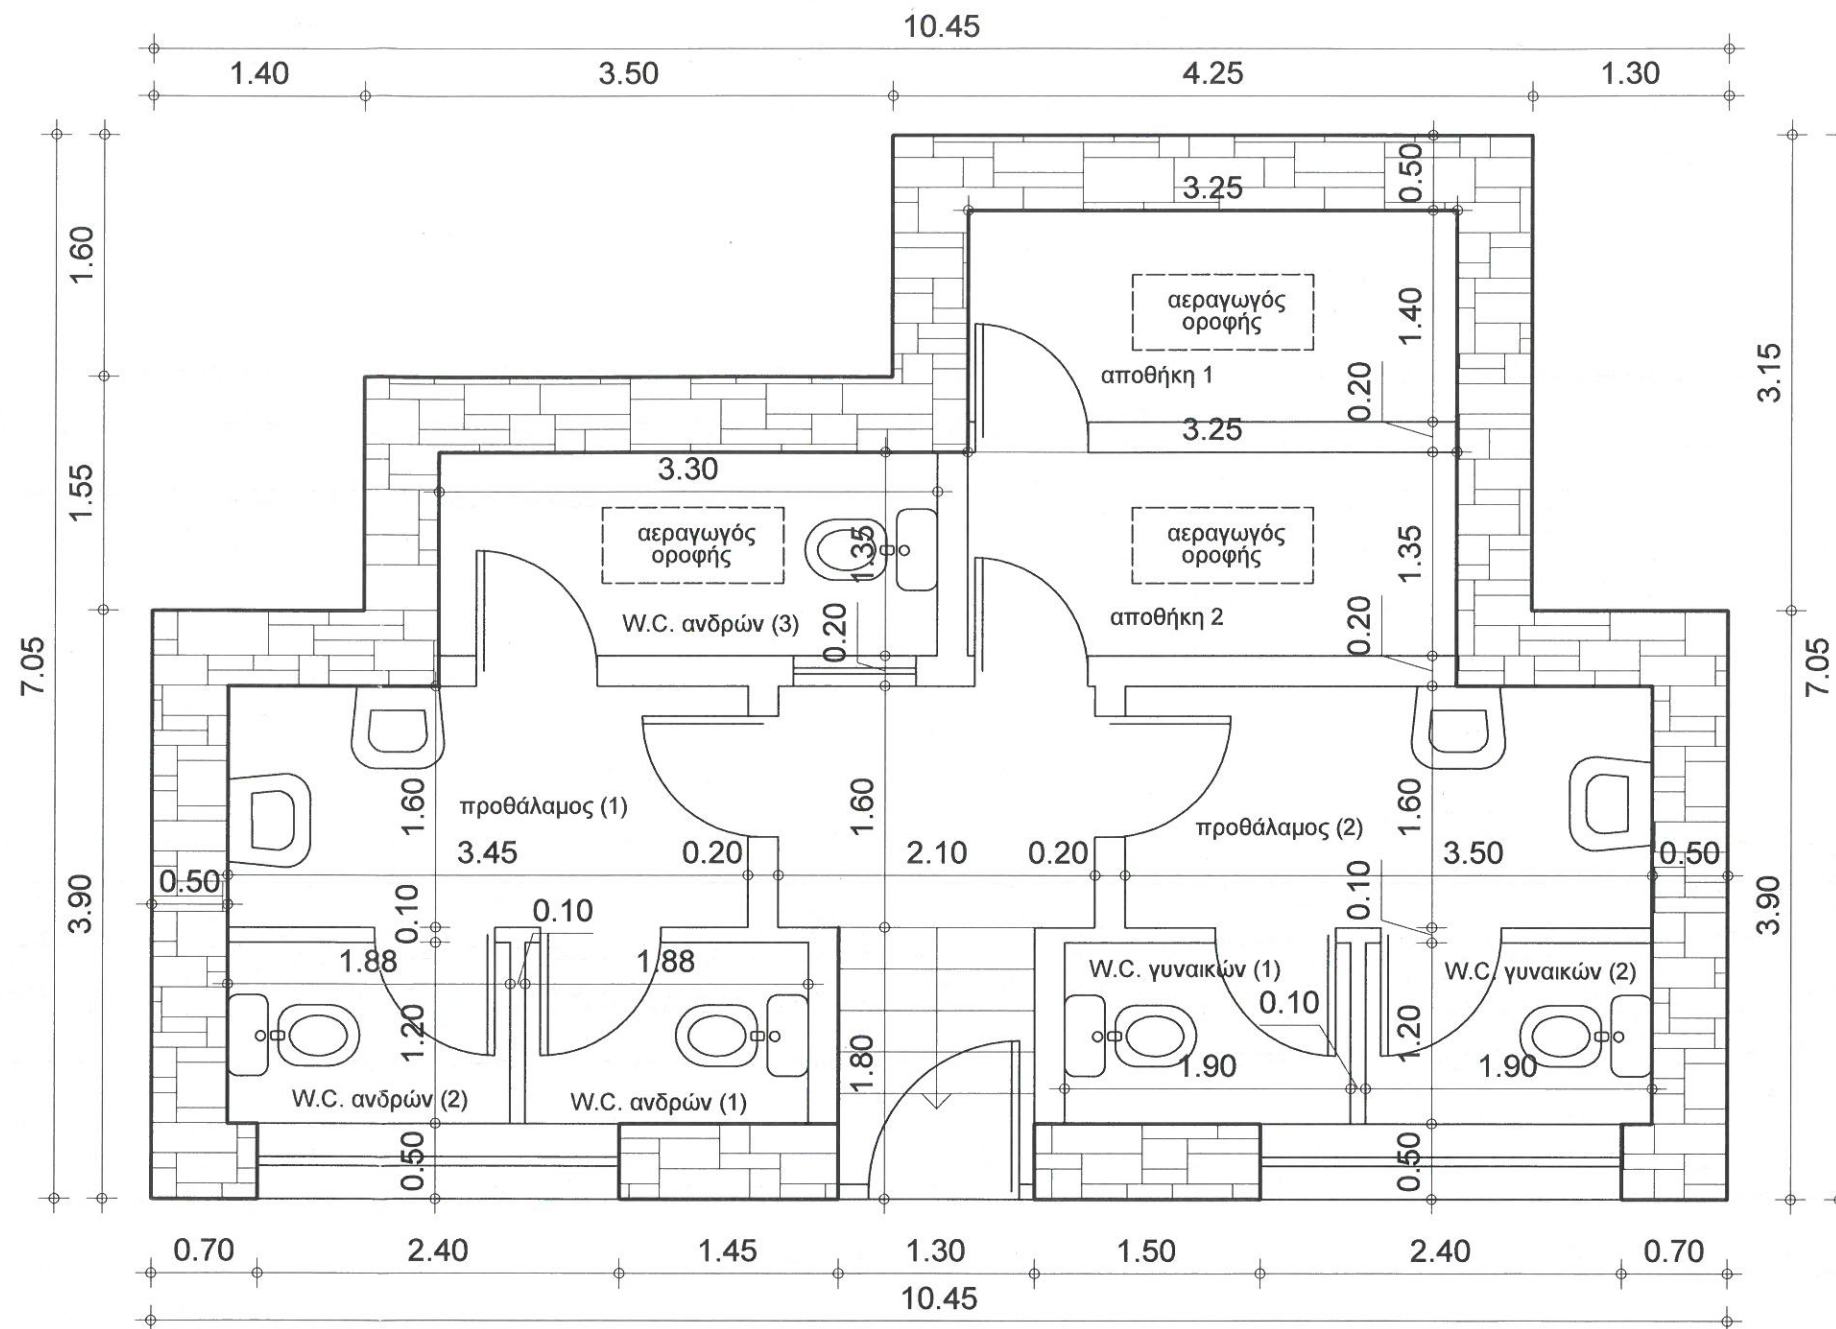 10.45
1.40 3.50 4.25 1.30
0.50
3.25
1.60
αεραγωγός
οροφής
1.40
3.15
αποθήκη 1
0.20
3.25
3.30
1.55
αεραγωγός
οροφής
1.35
αεραγωγός
οροφής
1.35
W.C. ανδρών (3)
0.20
αποθήκη 2
0.20
7.05
7.05
1.60
προθάλαμος (1)
1.60
προθάλαμος (2)
1.60
3.45 0.20 2.10 0.20 3.50 0.50
0.50
3.90
0.10
0.10
0.10
3.90
1.88 1.88
W.C. γυναικών (1)
W.C. γυναικών (2)
0.10
1.20
1.80
1.20
1.90 1.90
W.C. ανδρών (2)
W.C. ανδρών (1)
0.50
0.50
0.70 2.40 1.45 1.30 1.50 2.40 0.70
10.45